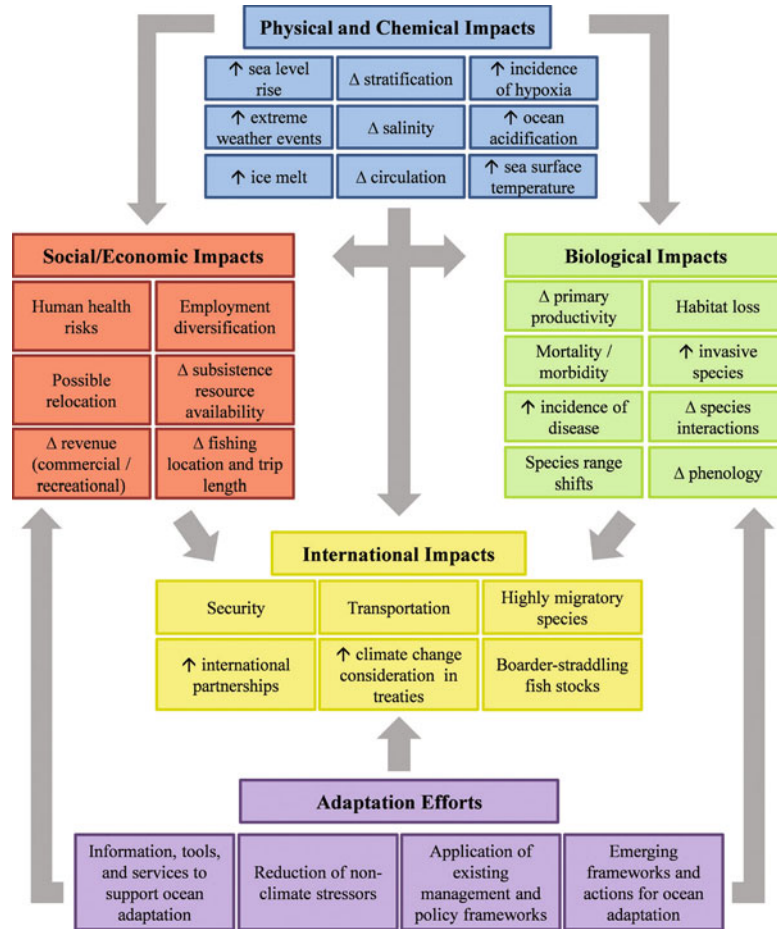 Physical and Chemical Impacts
↑ sea level
rise
Δ stratification
↑ incidence
of hypoxia
↑ extreme
weather events
Δ salinity
↑ ocean
acidification
↑ ice melt
Δ circulation
↑ sea surface
temperature
Social/Economic Impacts
Human health
risks
Employment
diversification
Possible
relocation
Δ subsistence
resource
availability
Δ revenue
(commercial /
recreational)
Δ fishing
location and trip
length
Biological Impacts
Δ primary
productivity
Habitat loss
Mortality /
morbidity
↑ invasive
species
↑ incidence of
disease
Δ species
interactions
Species range
shifts
Δ phenology
International Impacts
Security
Transportation
Highly migratory
species
↑ international
partnerships
↑ climate change
consideration in
treaties
Boarder-straddling
fish stocks
Adaptation Efforts
Information, tools,
and services to
support ocean
adaptation
Reduction of non-
climate stressors
Application of
existing
management and
policy frameworks
Emerging
frameworks and
actions for ocean
adaptation